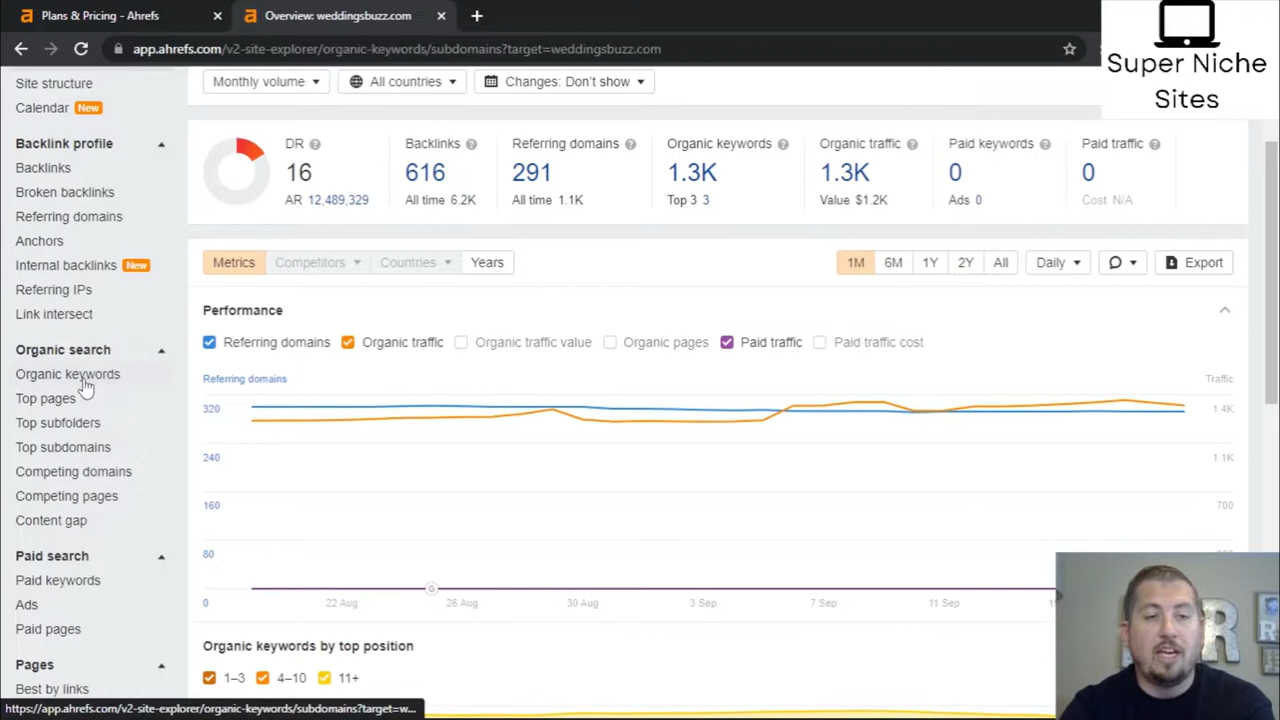 Plans & Pricing - Ahrefs
Overview: weddingsbuzz.com
app.ahrefs.com/v2-site-explorer/organic-keywords/subdomains?target=weddingsbuzz.com
Super Niche
Sites
Site structure
Calendar New
Backlink profile
Backlinks
Broken backlinks
Referring domains
Anchors
Internal backlinks New
Referring IPs
Link intersect
Organic search
Organic keywords
Top pages
Top subfolders
Top subdomains
Competing domains
Competing pages
Content gap
Paid search
Paid keywords
Ads
Paid pages
Pages
Best by links
https://app.ahrefs.com/v2-site-explorer/organic-keywords/subdomains?target=w...
Monthly volume All countries Changes: Don't show
DR Backlinks Referring domains Organic keywords Organic traffic Paid keywords Paid traffic
16 616 291 1.3K 1.3K 0 0
AR 12,489,329 All time 6.2K All time 1.1K Top 3 3 Value $1.2K Ads 0 Cost N/A
Metrics Competitors Countries Years 1M 6M 1Y 2Y All Daily Export
Performance
Referring domains Organic traffic Organic traffic value Organic pages Paid traffic Paid traffic cost
Referring domains Traffic
320 1.4K
240 1.1K
160 700
80
0 22 Aug 26 Aug 30 Aug 3 Sep 7 Sep 11 Sep
Organic keywords by top position
1–3 4–10 11+